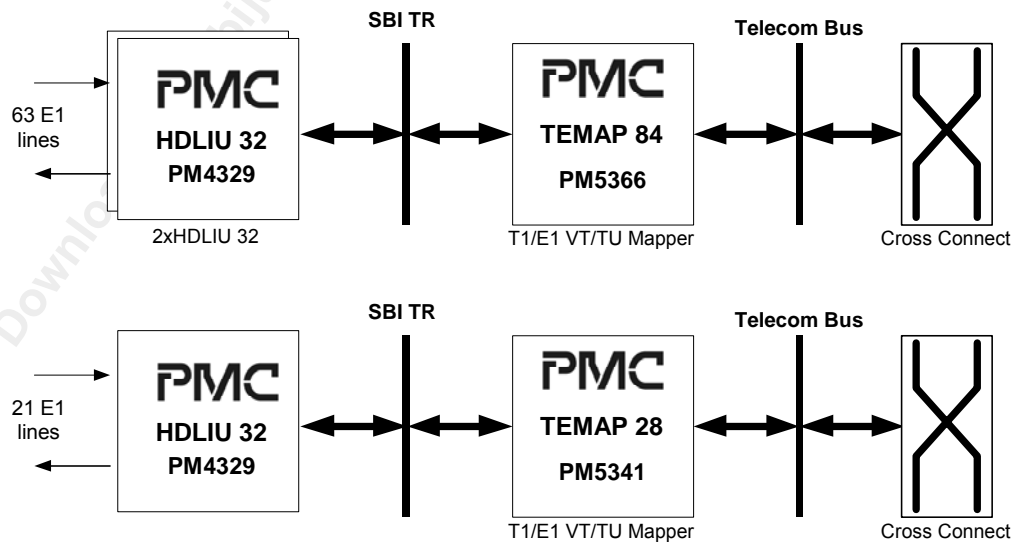 SBI TR
Telecom Bus
63 E1
lines
PMC
HDLIU 32
PM4329
2xHDLIU 32
PMC
TEMAP 84
PM5366
T1/E1 VT/TU Mapper
Cross Connect
SBI TR
Telecom Bus
21 E1
lines
PMC
HDLIU 32
PM4329
PMC
TEMAP 28
PM5341
T1/E1 VT/TU Mapper
Cross Connect